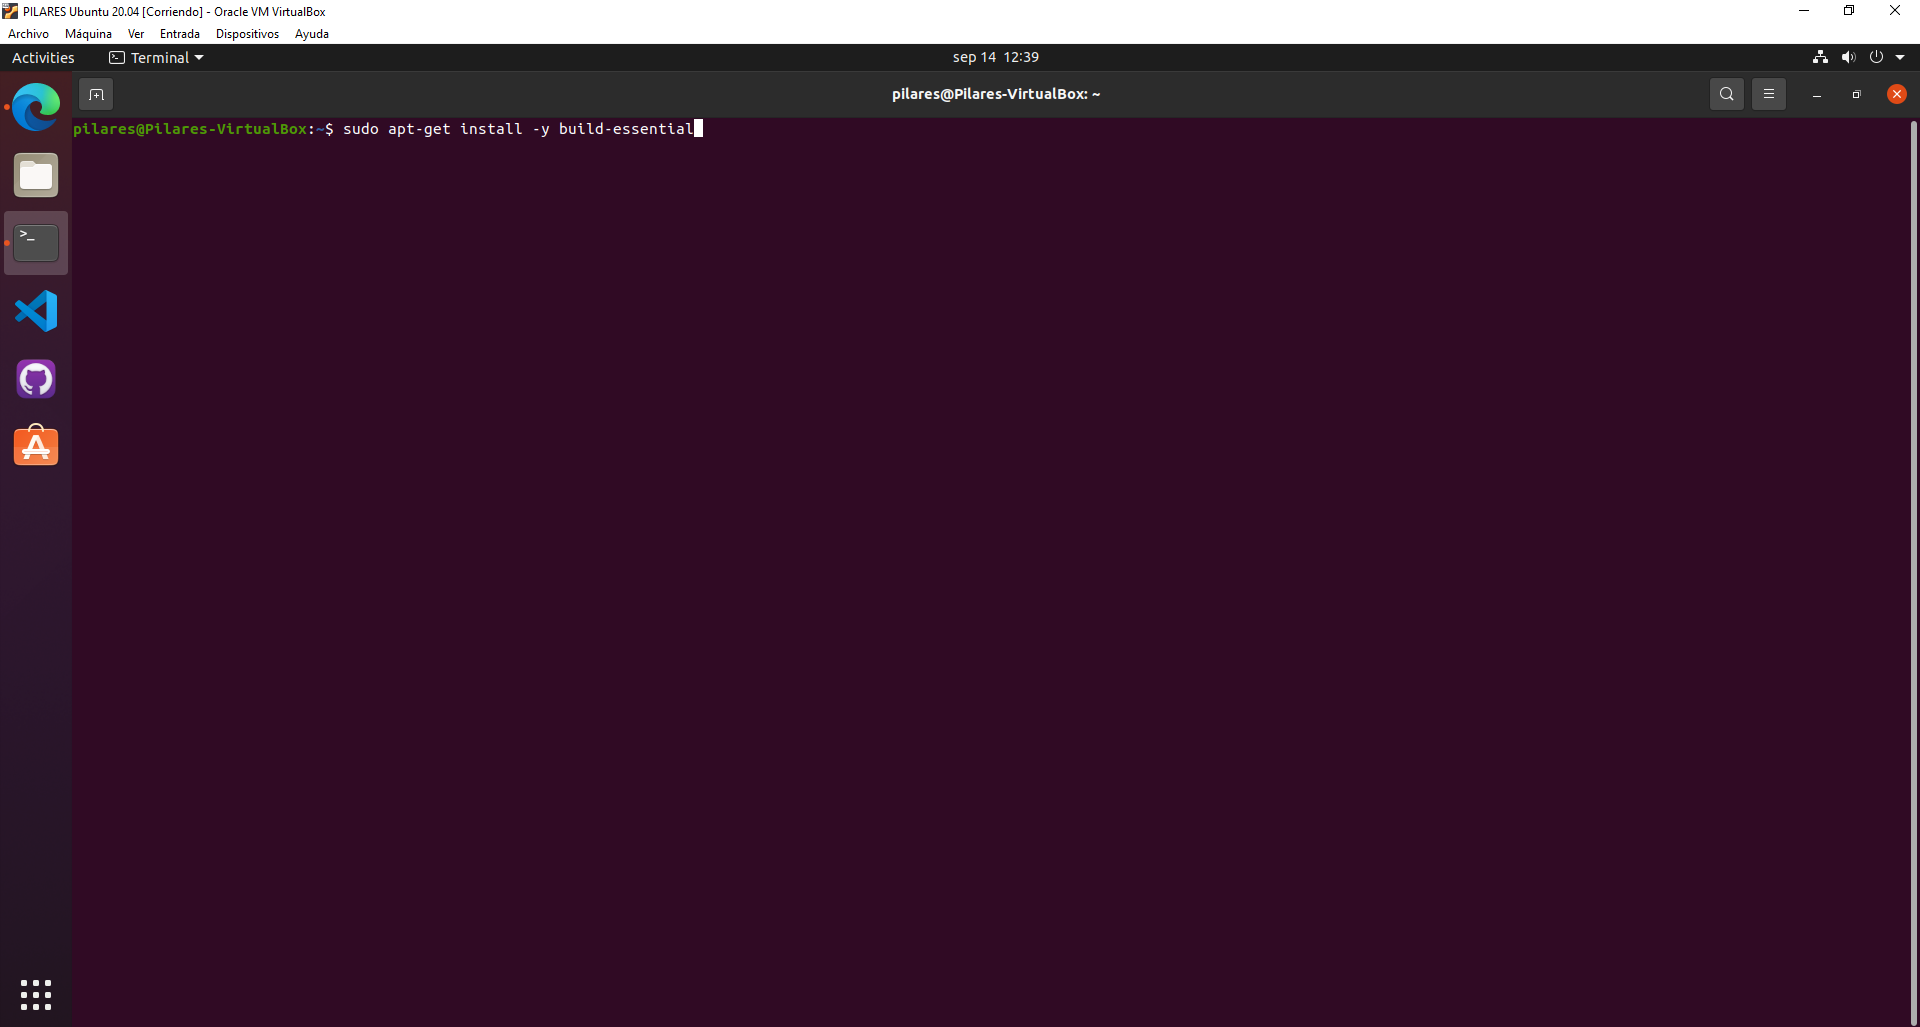 PILARES Ubuntu 20.04 [Corriendo] - Oracle VM VirtualBox
Archivo Máquina Ver Entrada Dispositivos Ayuda
Activities Terminal sep 14 12:39
pilares@Pilares-VirtualBox: ~
pilares@Pilares-VirtualBox:~$ sudo apt-get install -y build-essential